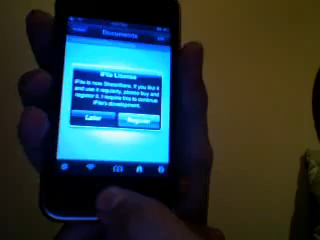 Documents
iFile License
iFile is now ShareWare. If you like it
and use it regularly, please buy and
register it. I require this to continue
iFile's development.
Later
Register